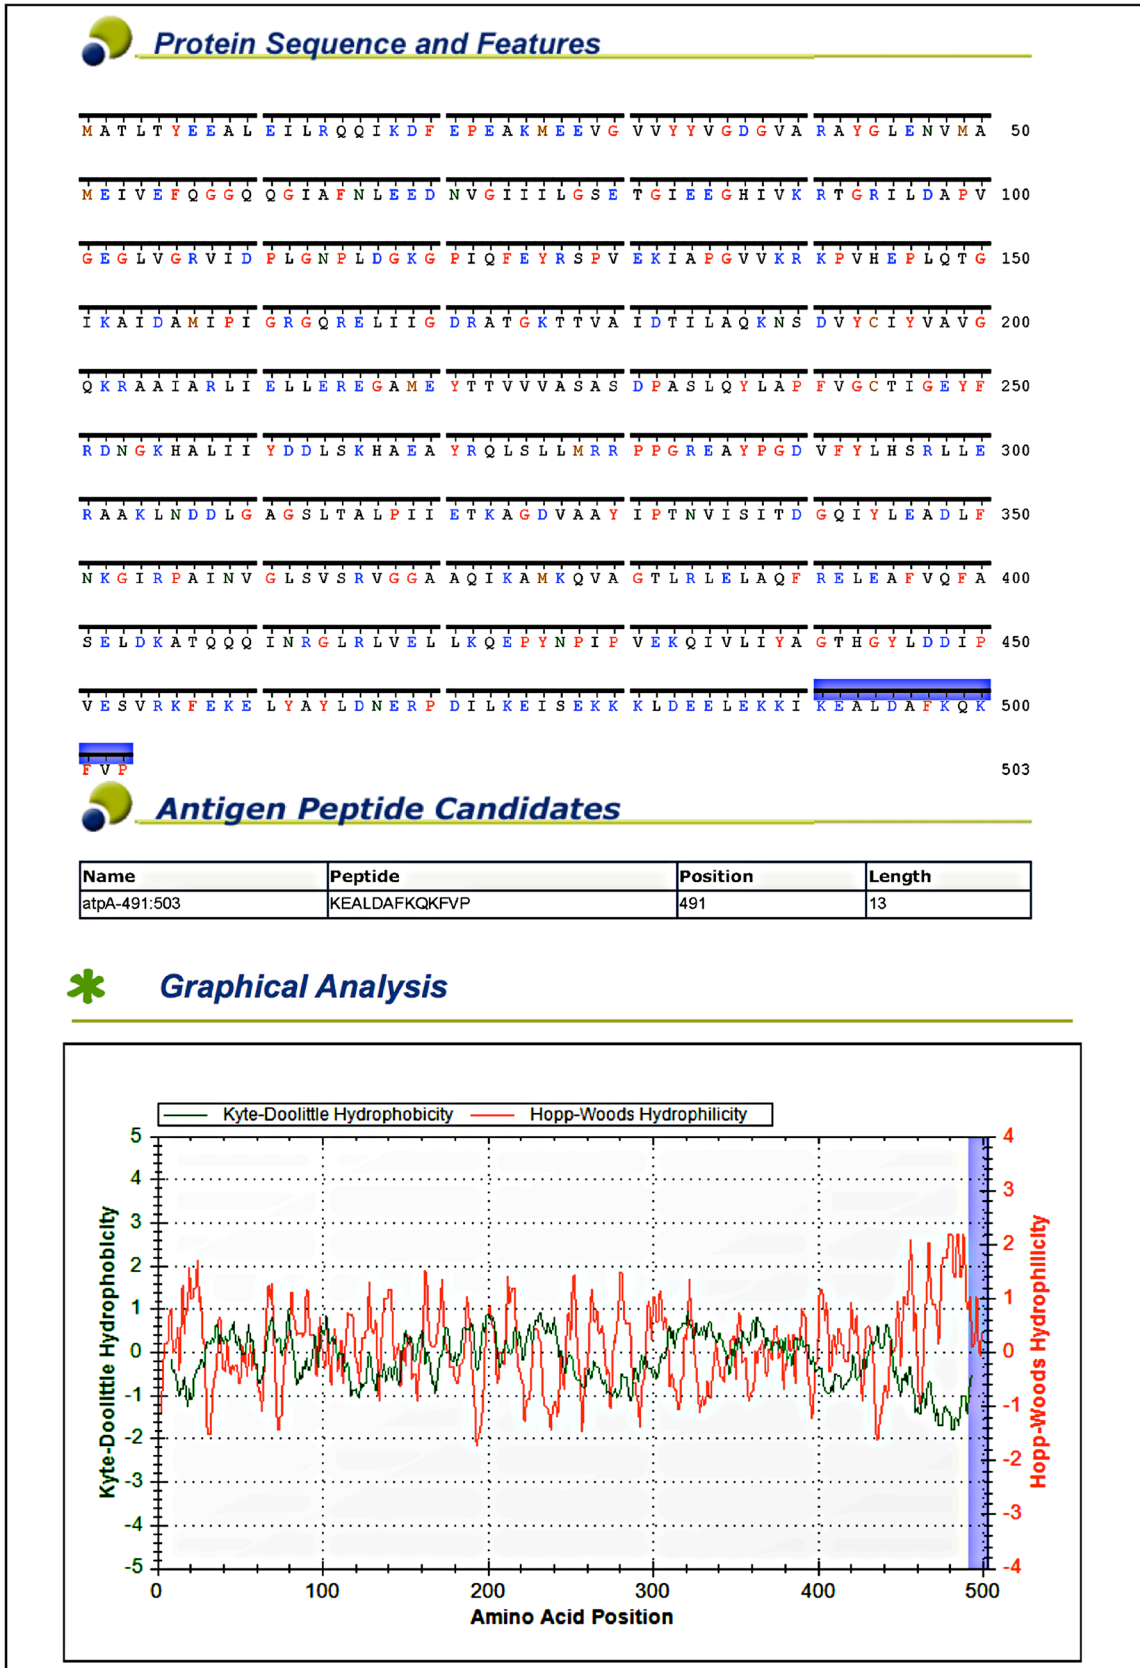 Protein Sequence and Features
MATLTYEEAL EILRQQIKDF EPEAKMEEVG VVYYVGDGVA RAYGLENVMA 50
MEIVEFQGGQ QGIAFNLEED NVGIIILGSE TGIEEGHIVK RTGRILDAPV 100
GEGLVGRVID PLGNPLDGKG PIQFEYRSPV EKIAPGVVKR KPVHEPLQTG 150
IKAIDAMIPI GRGQRELIIG DRATGKTTVA IDTILAQKNS DVYCIYVAVG 200
QKRAAIARLI ELLEREGAME YTTVVVASAS DPASLQYLAP FVGCTIGEYF 250
RDNGKHALII YDDLSKHAEA YRQLSLLMRR PPGREAYPGD VFYLHSRLLE 300
RAAKLNDDLG AGSLTALPII ETKAGDVAAY IPTNVISITD GQIYLEADLF 350
NKGIRPAINV GLSVSRVGGA AQIKAMKQVA GTLRLELAQF RELEAFVQFA 400
SELDKATQQQ INRGLRLVEL LKQEPYNPIP VEKQIVLIYA GTHGYLDDIP 450
VESVRKFEKE LYAYLDNERP DILKEISEKK KLDEELEKKI KEALDAFKQK 500
FVP 503
Antigen Peptide Candidates
Name Peptide Position Length
atpA-491:503 KEALDAFKQKFVP 491 13
Graphical Analysis
Kyte-Doolittle Hydrophobicity Hopp-Woods Hydrophilicity
5 4
4 3
3 2
2 1
1 0
0 -1
-1 -2
-2 -3
-3 -4
-4
-5
Kyte-Doolittle Hydrophobicity
Hopp-Woods Hydrophilicity
0 100 200 300 400 500
Amino Acid Position